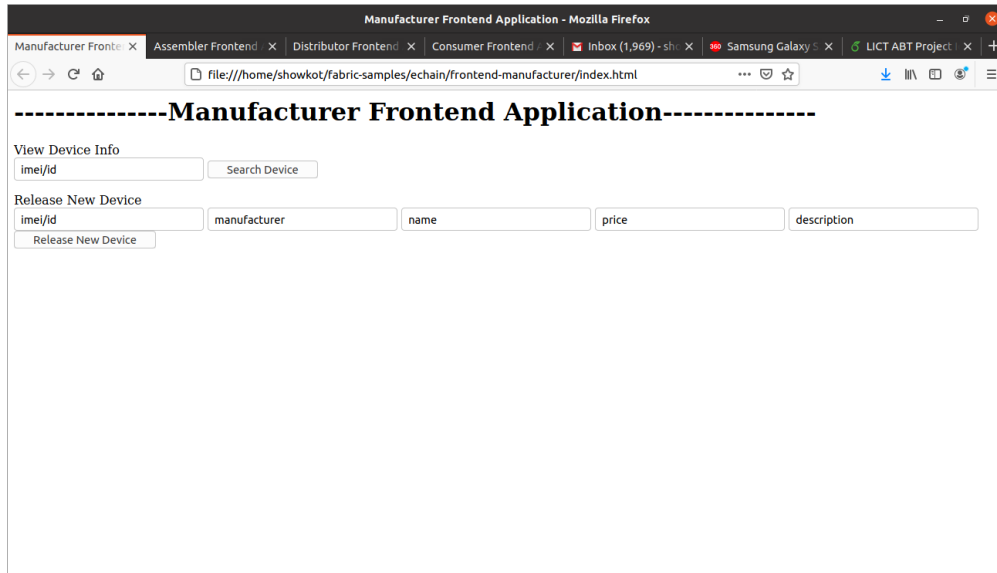 Manufacturer Frontend Application - Mozilla Firefox
Manufacturer Fronte Assembler Frontend Distributor Frontend Consumer Frontend Inbox (1,969) - sho 360 Samsung Galaxy S LICT ABT Project
file:///home/showkot/fabric-samples/echain/frontend-manufacturer/index.html
---------------Manufacturer Frontend Application---------------
View Device Info
imei/id Search Device
Release New Device
imei/id manufacturer name price description
Release New Device